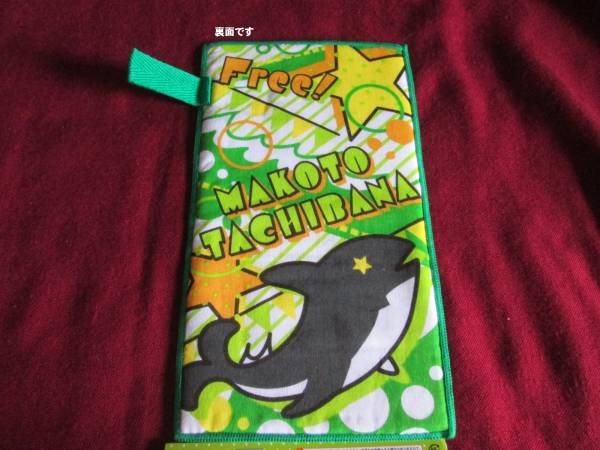 裏面です
Free!
MAKOTO
TACHIBANA